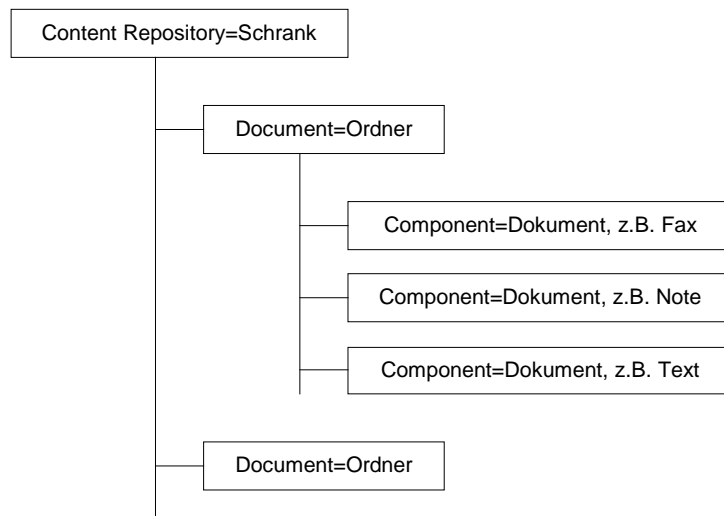 Content Repository=Schrank
Document=Ordner
Component=Dokument, z.B. Fax
Component=Dokument, z.B. Note
Component=Dokument, z.B. Text
Document=Ordner